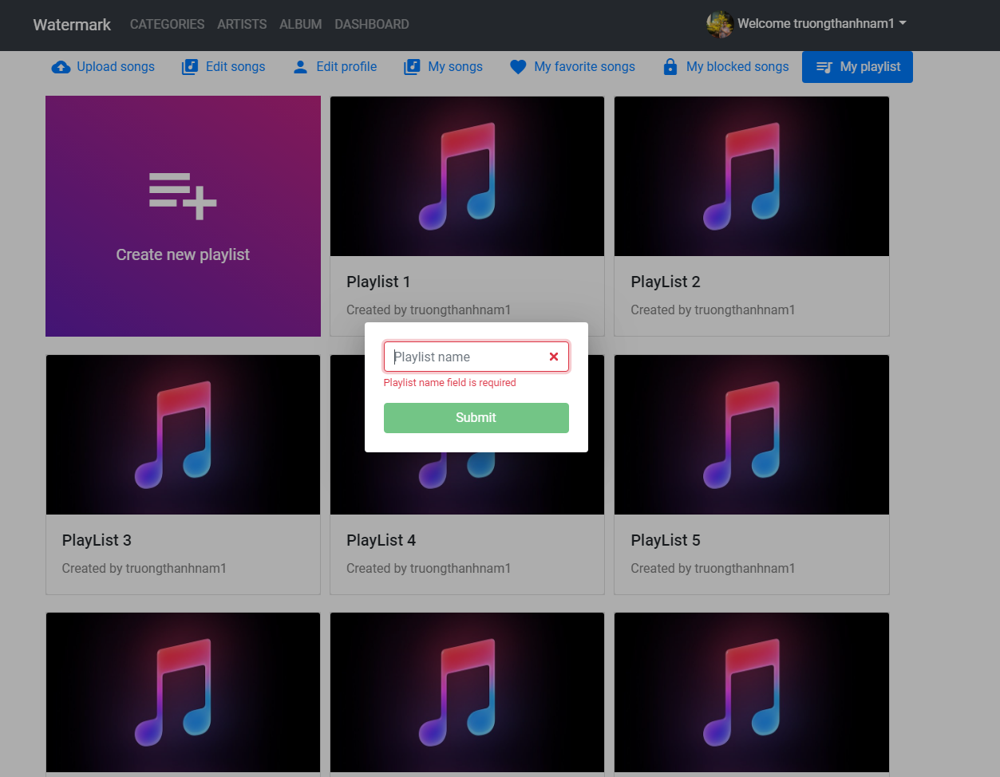 Watermark CATEGORIES ARTISTS ALBUM DASHBOARD Welcome truongthanhnam1
Upload songs Edit songs Edit profile My songs My favorite songs My blocked songs My playlist
Create new playlist
Playlist 1
Created by truongthanhnam1
PlayList 2
Created by truongthanhnam1
Playlist name
Playlist name field is required
Submit
PlayList 3
Created by truongthanhnam1
PlayList 4
Created by truongthanhnam1
PlayList 5
Created by truongthanhnam1